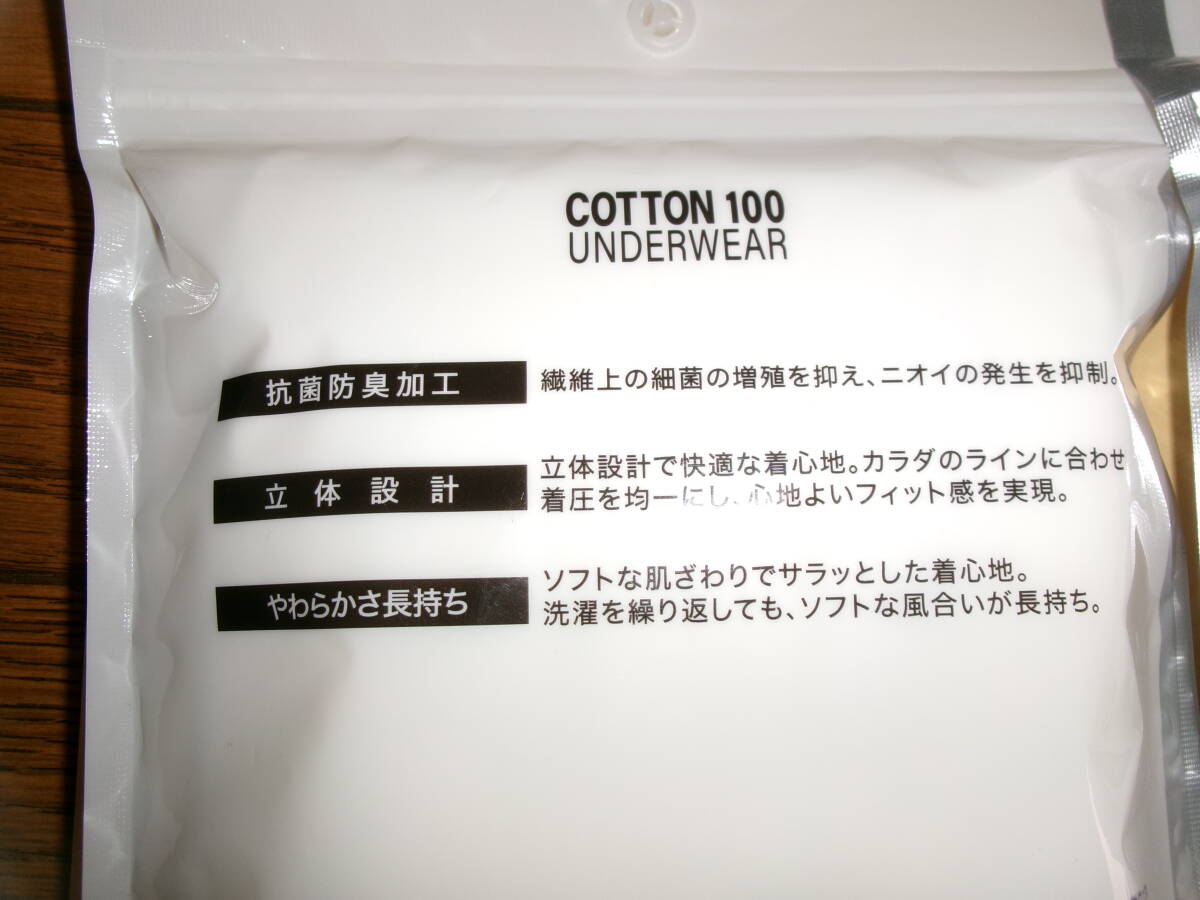 COTTON 100
UNDERWEAR
抗菌防臭加工
繊維上の細菌の増殖を抑え、ニオイの発生を抑制。
立体設計
立体設計で快適な着心地。カラダのラインに合わせ
着圧を均一にし、心地よいフィット感を実現。
やわらかさ長持ち
ソフトな肌ざわりでサラッとした着心地。
洗濯を繰り返しても、ソフトな風合いが長持ち。